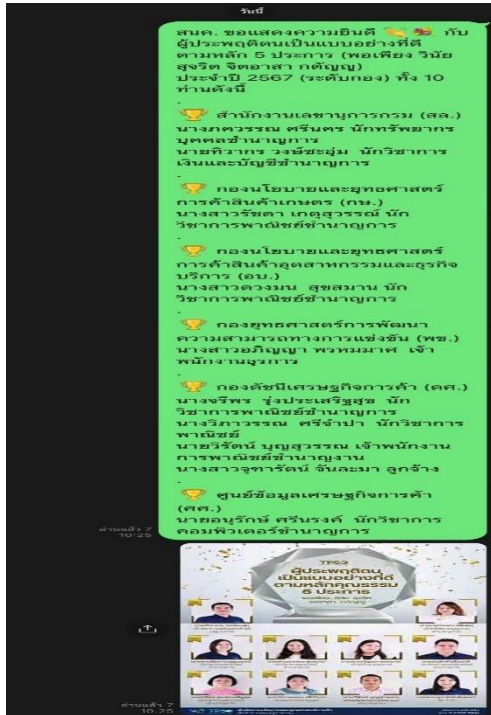 วันนี้
สนค. ขอแสดงความยินดี 👏 💐 กับ
ผู้ประพฤติตนเป็นแบบอย่างที่ดี
ตามหลัก 5 ประการ (พอเพียง วินัย
สุจริต จิตอาสา กตัญญู)
ประจำปี 2567 (ระดับกอง) ทั้ง 10
ท่านดังนี้
-
🏆 สำนักงานเลขานุการกรม (สล.)
นางภควรรณ ศรีนคร นักทรัพยากร
บุคคลชำนาญการ
นายทิวากร วงษ์ชะอุ่ม นักวิชาการ
เงินและบัญชีชำนาญการ
-
🏆 กองนโยบายและยุทธศาสตร์
การค้าสินค้าเกษตร (กษ.)
นางสาวรัชดา เกตุสุวรรณ์ นัก
วิชาการพาณิชย์ชำนาญการ
-
🏆 กองนโยบายและยุทธศาสตร์
การค้าสินค้าอุตสาหกรรมและธุรกิจ
บริการ (อบ.)
นางสาวดวงมน สุขสมาน นัก
วิชาการพาณิชย์ชำนาญการ
-
🏆 กองยุทธศาสตร์การพัฒนา
ความสามารถทางการแข่งขัน (พข.)
นางสาวอภิญญา พรหมมาศ เจ้า
พนักงานธุรการ
-
🏆 กองดัชนีเศรษฐกิจการค้า (ดศ.)
นางจรีพร รุ่งประเสริฐสุข นัก
วิชาการพาณิชย์ชำนาญการ
นางวิภาวรรณ ศรีจำปา นักวิชาการ
พาณิชย์
นายวิรัตน์ บุญสุวรรณ เจ้าพนักงาน
การพาณิชย์ชำนาญงาน
นางสาวจุฑารัตน์ จันละมา ลูกจ้าง
-
🏆 ศูนย์ข้อมูลเศรษฐกิจการค้า
(ศศ.)
นายอนุรักษ์ ศรีนรงค์ นักวิชาการ
คอมพิวเตอร์ชำนาญการ
อ่านแล้ว 7
10:25
TPSO
ผู้ประพฤติตน
เป็นแบบอย่างที่ดี
ตามหลักคุณธรรม
5 ประการ
พอเพียง วินัย สุจริต
จิตอาสา กตัญญู
อ่านแล้ว 7
10.25